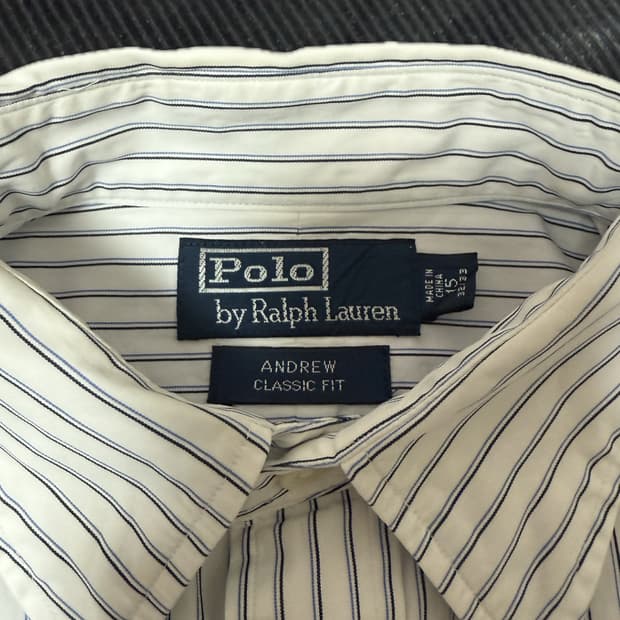 Polo
by Ralph Lauren
MADE IN
CHINA
15
32/33
ANDREW
CLASSIC FIT